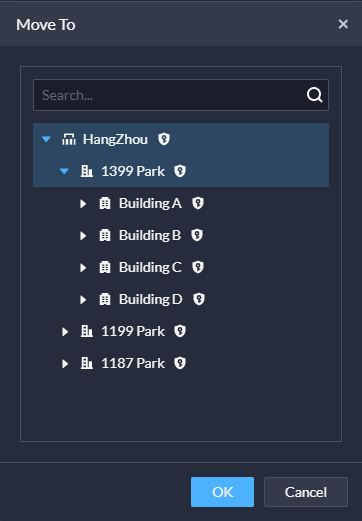 Move To
Search...
HangZhou
1399 Park
Building A
Building B
Building C
Building D
1199 Park
1187 Park
OK
Cancel